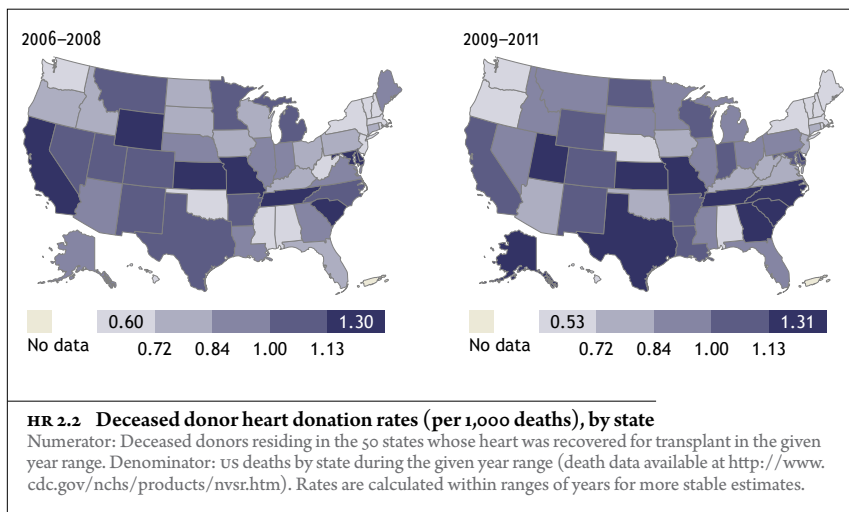 2006–2008
2009–2011
0.60 1.30
No data 0.72 0.84 1.00 1.13
0.53 1.31
No data 0.72 0.84 1.00 1.13
HR 2.2 Deceased donor heart donation rates (per 1,000 deaths), by state
Numerator: Deceased donors residing in the 50 states whose heart was recovered for transplant in the given
year range. Denominator: US deaths by state during the given year range (death data available at http://www.
cdc.gov/nchs/products/nvsr.htm). Rates are calculated within ranges of years for more stable estimates.